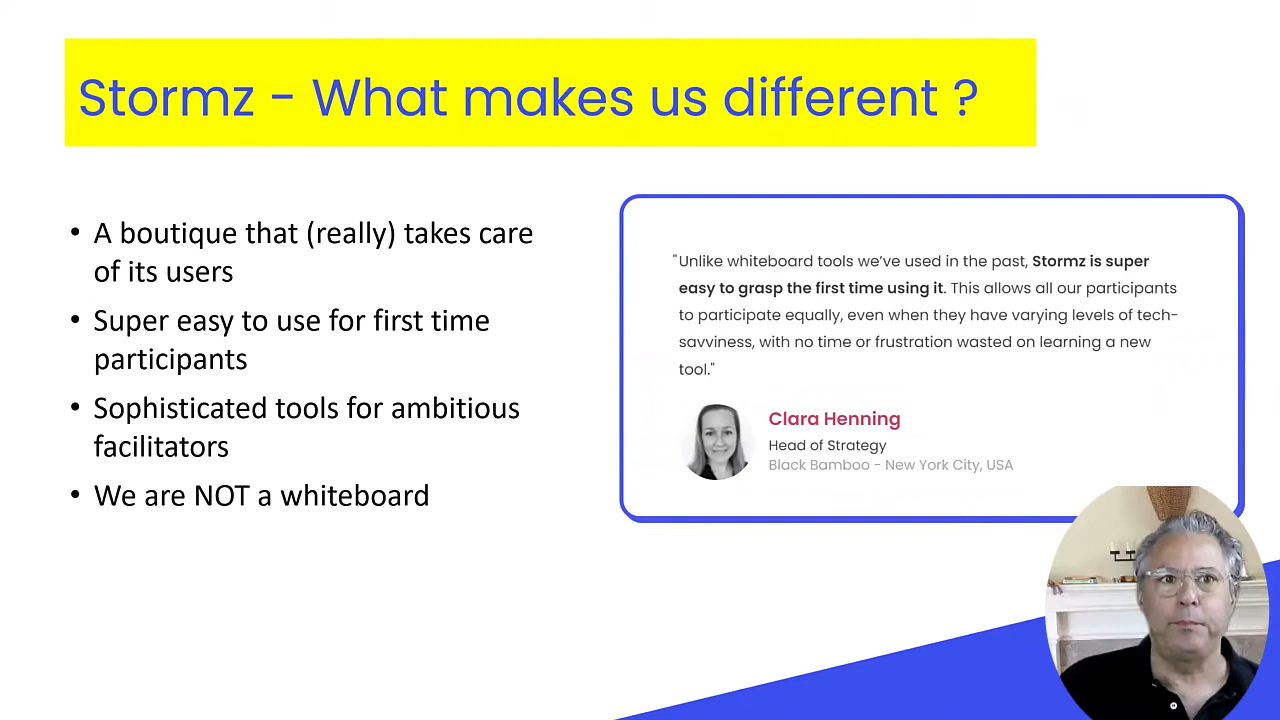 Stormz - What makes us different ?
• A boutique that (really) takes care
of its users
• Super easy to use for first time
participants
• Sophisticated tools for ambitious
facilitators
• We are NOT a whiteboard
"Unlike whiteboard tools we’ve used in the past, Stormz is super
easy to grasp the first time using it. This allows all our participants
to participate equally, even when they have varying levels of tech-
savviness, with no time or frustration wasted on learning a new
tool."
Clara Henning
Head of Strategy
Black Bamboo - New York City, USA